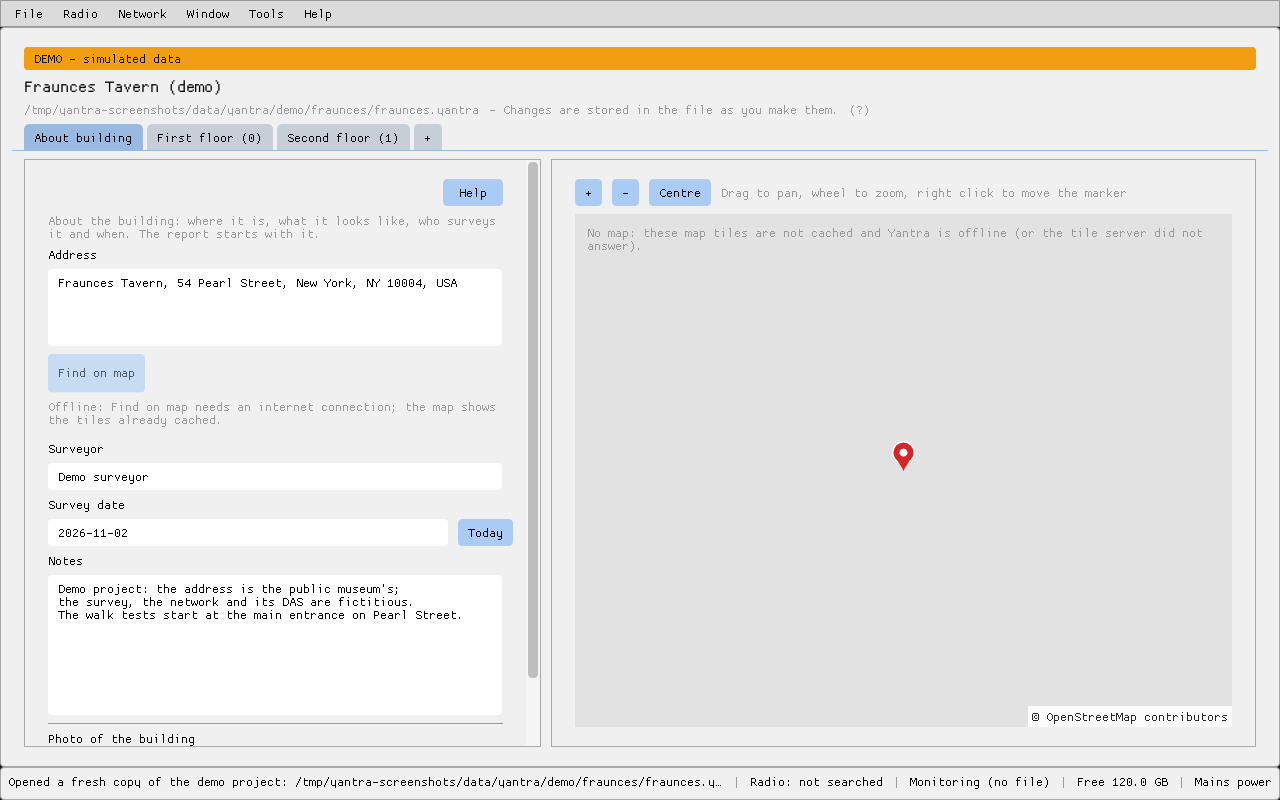 File Radio Network Window Tools Help
DEMO - simulated data
Fraunces Tavern (demo)
/tmp/yantra-screenshots/data/yantra/demo/fraunces/fraunces.yantra - Changes are stored in the file as you make them. (?)
About building First floor (0) Second floor (1) +
Help
About the building: where it is, what it looks like, who surveys
it and when. The report starts with it.
Address
Fraunces Tavern, 54 Pearl Street, New York, NY 10004, USA
Find on map
Offline: Find on map needs an internet connection; the map shows
the tiles already cached.
Surveyor
Demo surveyor
Survey date
2026-11-02 Today
Notes
Demo project: the address is the public museum's;
the survey, the network and its DAS are fictitious.
The walk tests start at the main entrance on Pearl Street.
Photo of the building
+ - Centre Drag to pan, wheel to zoom, right click to move the marker
No map: these map tiles are not cached and Yantra is offline (or the tile server did not
answer).
© OpenStreetMap contributors
Opened a fresh copy of the demo project: /tmp/yantra-screenshots/data/yantra/demo/fraunces/fraunces.y… | Radio: not searched | Monitoring (no file) | Free 120.0 GB | Mains power